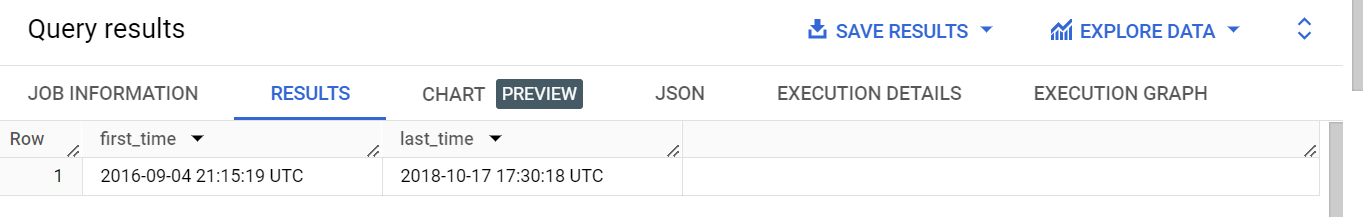 Query results
SAVE RESULTS
EXPLORE DATA
JOB INFORMATION RESULTS CHART PREVIEW JSON EXECUTION DETAILS EXECUTION GRAPH
Row first_time last_time
1 2016-09-04 21:15:19 UTC 2018-10-17 17:30:18 UTC